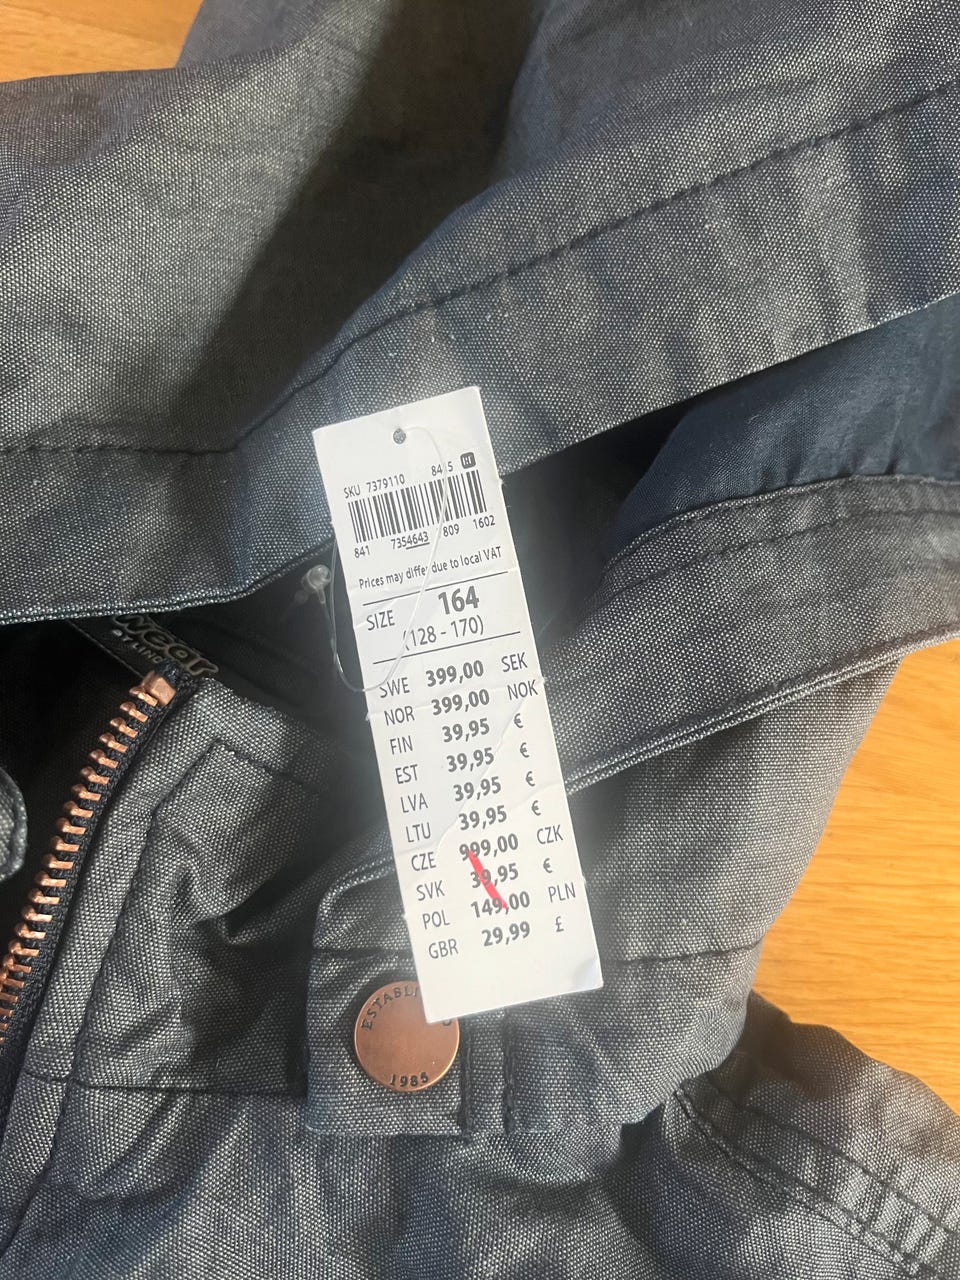 8415
SKU 7379110
841 7354643 809 1602
Prices may differ due to local VAT
SIZE 164
(128 - 170)
SWE 399,00 SEK
NOR 399,00 NOK
FIN 39,95 €
EST 39,95 €
LVA 39,95 €
LTU 39,95 €
CZE 999,00 CZK
SVK 39,95 €
POL 149,00 PLN
GBR 29,99 £
wear
1985